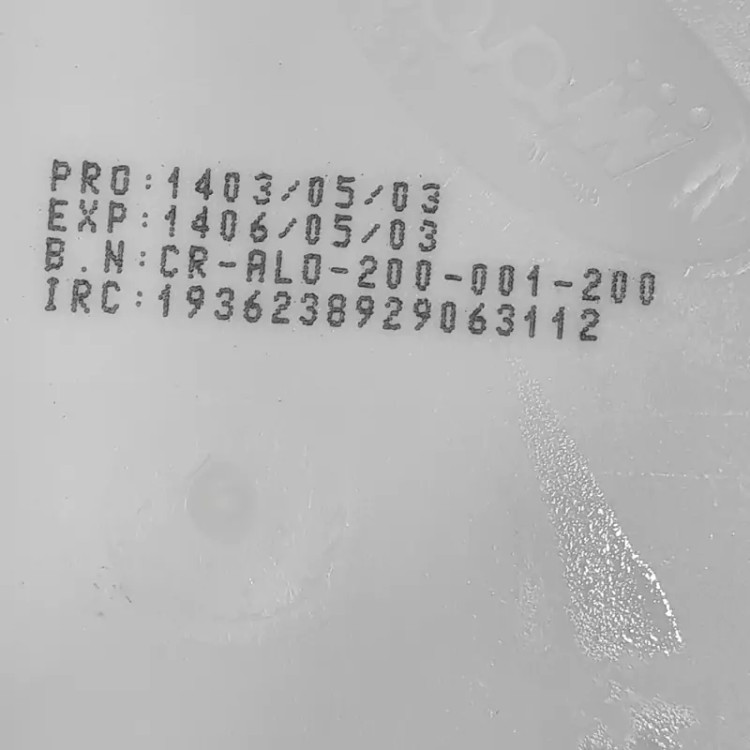 PRO:1403/05/03
EXP:1406/05/03
B.N:CR-ALO-200-001-200
IRC:1936238929063112